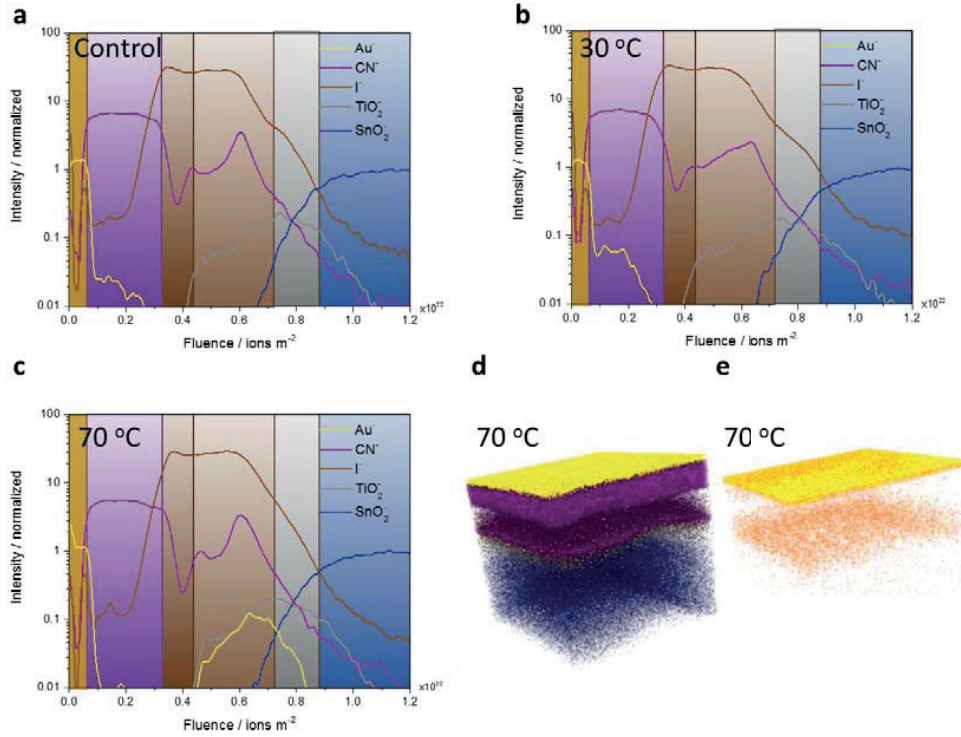 a
Control
Au⁻
CN⁻
I⁻
TiO₂⁻
SnO₂⁻
100
10
1
0.1
0.01
Intensity / normalized
0.0 0.2 0.4 0.6 0.8 1.0 1.2
x10²²
Fluence / ions m⁻²
b
30 °C
Au⁻
CN⁻
I⁻
TiO₂⁻
SnO₂⁻
100
10
1
0.1
0.01
Intensity / normalized
0.0 0.2 0.4 0.6 0.8 1.0 1.2
x10²²
Fluence / ions m⁻²
c
70 °C
Au⁻
CN⁻
I⁻
TiO₂⁻
SnO₂⁻
100
10
1
0.1
0.01
Intensity / normalized
0.0 0.2 0.4 0.6 0.8 1.0 1.2
x10²²
Fluence / ions m⁻²
d
70 °C
e
70 °C